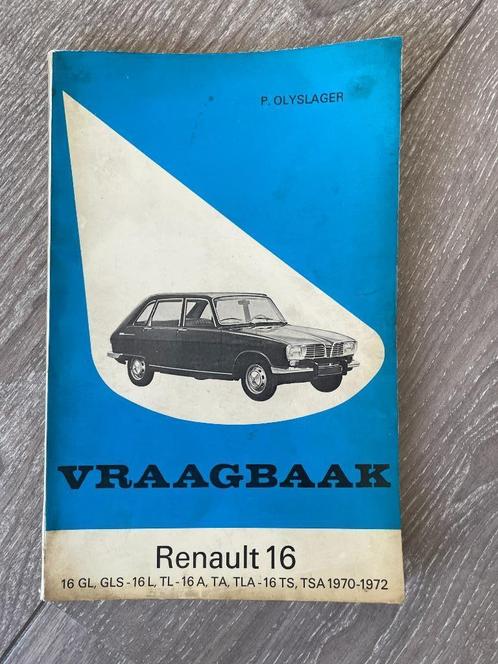 P. OLYSLAGER
VRAAGBAAK
Renault 16
16 GL, GLS - 16 L, TL - 16 A, TA, TLA - 16 TS, TSA 1970-1972